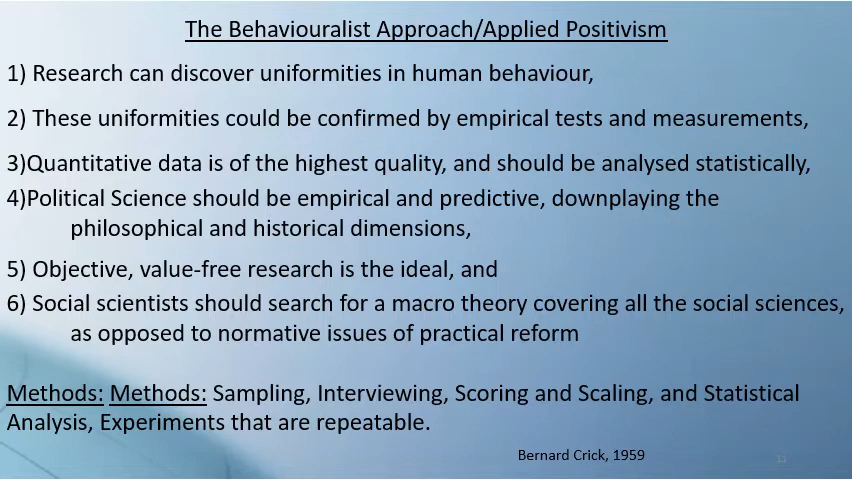 The Behaviouralist Approach/Applied Positivism
1) Research can discover uniformities in human behaviour,
2) These uniformities could be confirmed by empirical tests and measurements,
3)Quantitative data is of the highest quality, and should be analysed statistically,
4)Political Science should be empirical and predictive, downplaying the
philosophical and historical dimensions,
5) Objective, value-free research is the ideal, and
6) Social scientists should search for a macro theory covering all the social sciences,
as opposed to normative issues of practical reform
Methods: Methods: Sampling, Interviewing, Scoring and Scaling, and Statistical
Analysis, Experiments that are repeatable.
Bernard Crick, 1959